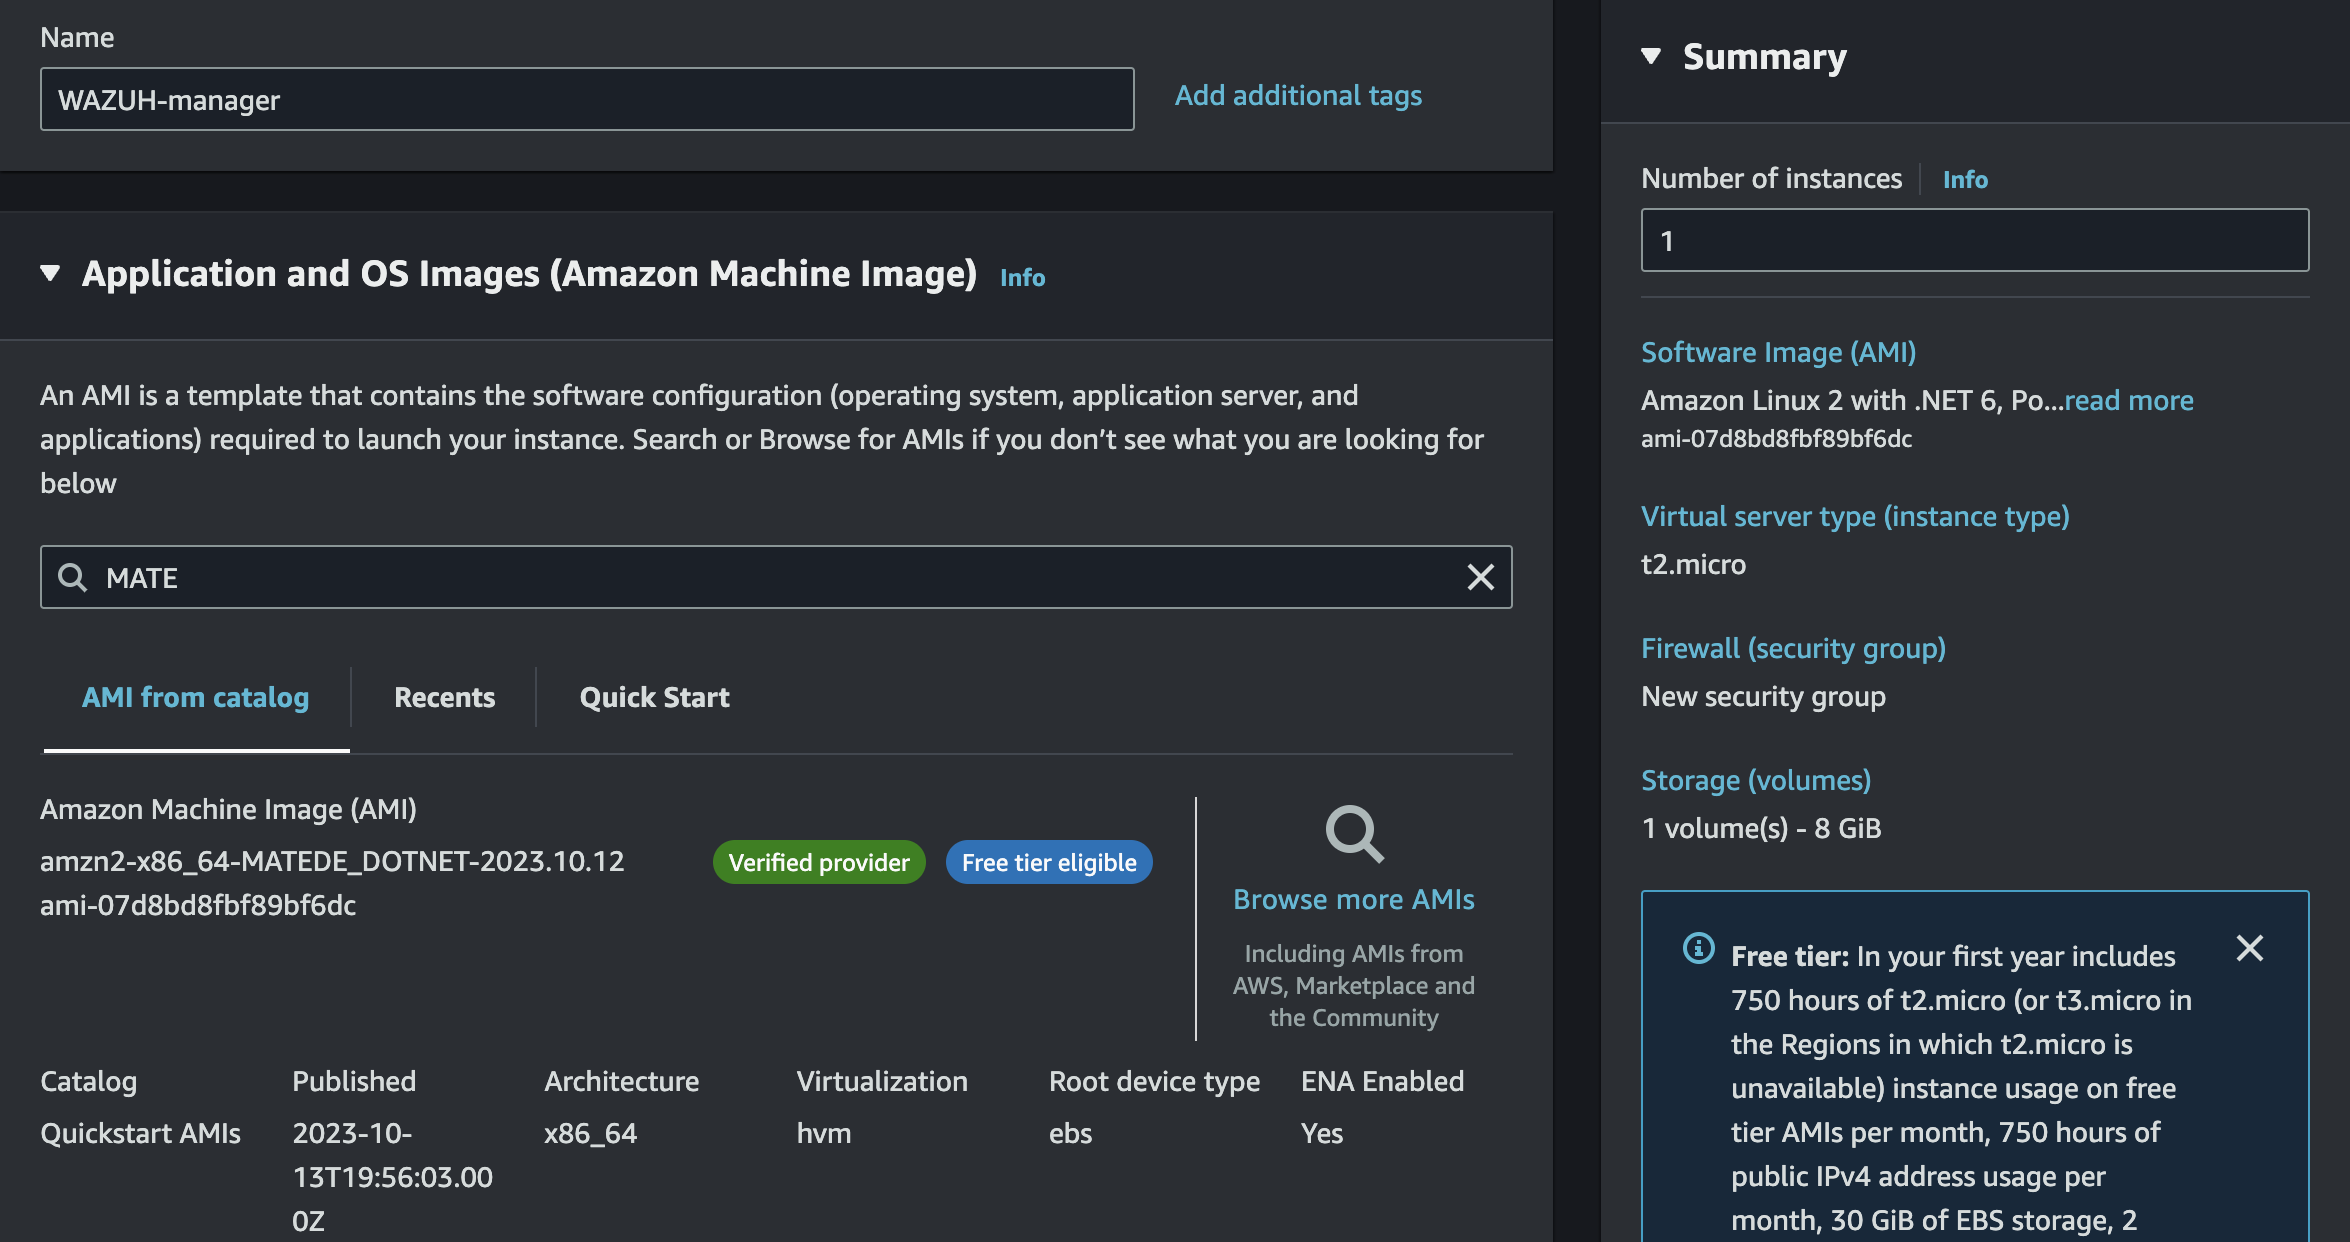 Name
WAZUH-manager
Add additional tags
Application and OS Images (Amazon Machine Image) Info
An AMI is a template that contains the software configuration (operating system, application server, and
applications) required to launch your instance. Search or Browse for AMIs if you don’t see what you are looking for
below
MATE
AMI from catalog
Recents
Quick Start
Amazon Machine Image (AMI)
amzn2-x86_64-MATEDE_DOTNET-2023.10.12
ami-07d8bd8fbf89bf6dc
Verified provider
Free tier eligible
Browse more AMIs
Including AMIs from
AWS, Marketplace and
the Community
Catalog
Quickstart AMIs
Published
2023-10-
13T19:56:03.00
0Z
Architecture
x86_64
Virtualization
hvm
Root device type
ebs
ENA Enabled
Yes
Summary
Number of instances
Info
1
Software Image (AMI)
Amazon Linux 2 with .NET 6, Po...read more
ami-07d8bd8fbf89bf6dc
Virtual server type (instance type)
t2.micro
Firewall (security group)
New security group
Storage (volumes)
1 volume(s) - 8 GiB
Free tier: In your first year includes
750 hours of t2.micro (or t3.micro in
the Regions in which t2.micro is
unavailable) instance usage on free
tier AMIs per month, 750 hours of
public IPv4 address usage per
month, 30 GiB of EBS storage, 2